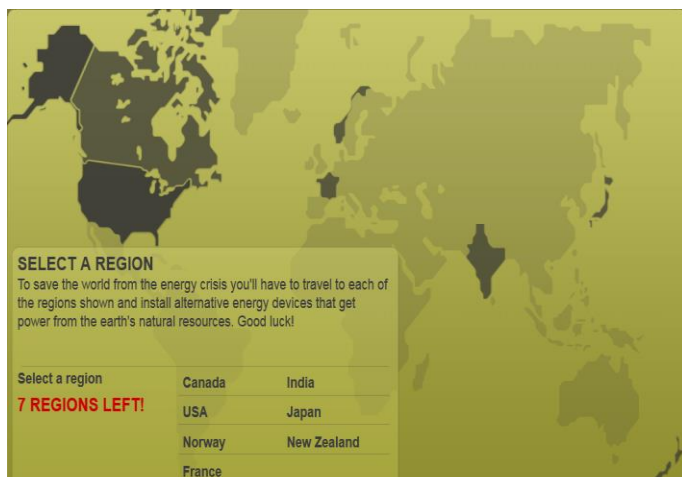 SELECT A REGION
To save the world from the energy crisis you'll have to travel to each of
the regions shown and install alternative energy devices that get
power from the earth's natural resources. Good luck!
Select a region
7 REGIONS LEFT!
Canada
India
USA
Japan
Norway
New Zealand
France